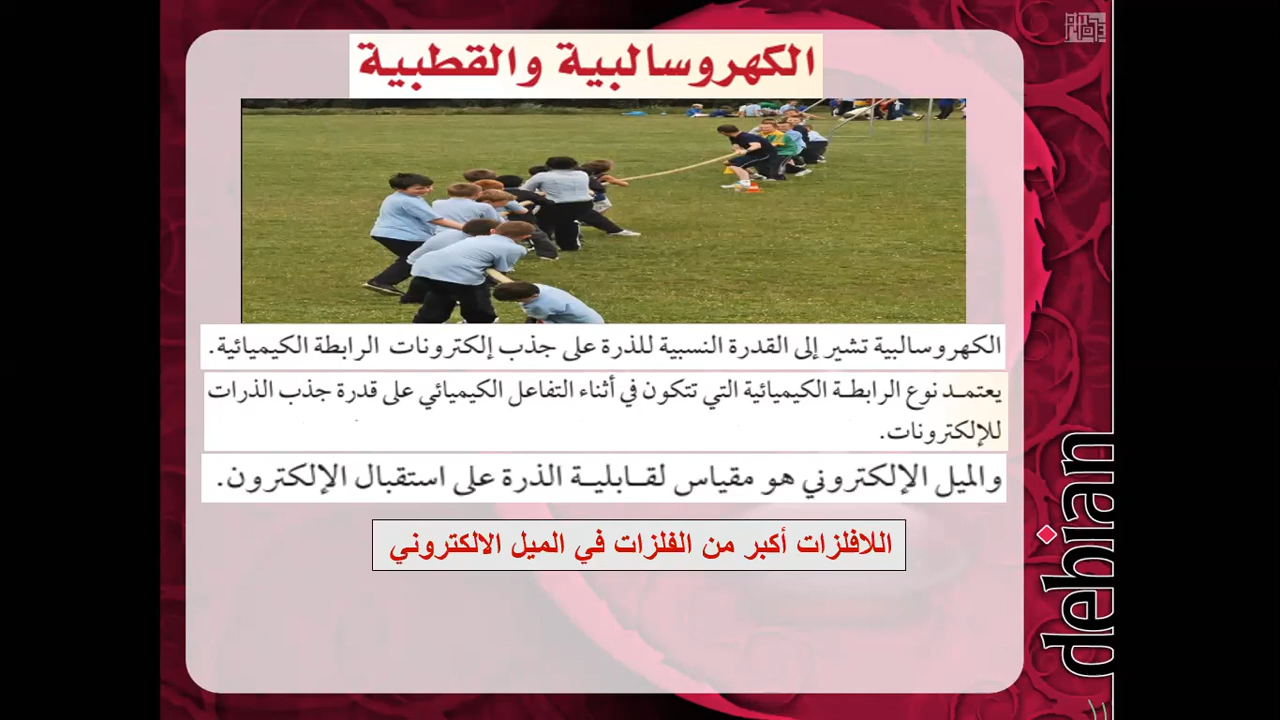 الكهروسالبية والقطبية
الكهروسالبية تشير إلى القدرة النسبية للذرة على جذب إلكترونات الرابطة الكيميائية.
يعتمد نوع الرابطة الكيميائية التي تتكون في أثناء التفاعل الكيميائي على قدرة جذب الذرات
للإلكترونات.
والميل الإلكتروني هو مقياس لقابلية الذرة على استقبال الإلكترون.
اللافلزات أكبر من الفلزات في الميل الالكتروني
debian